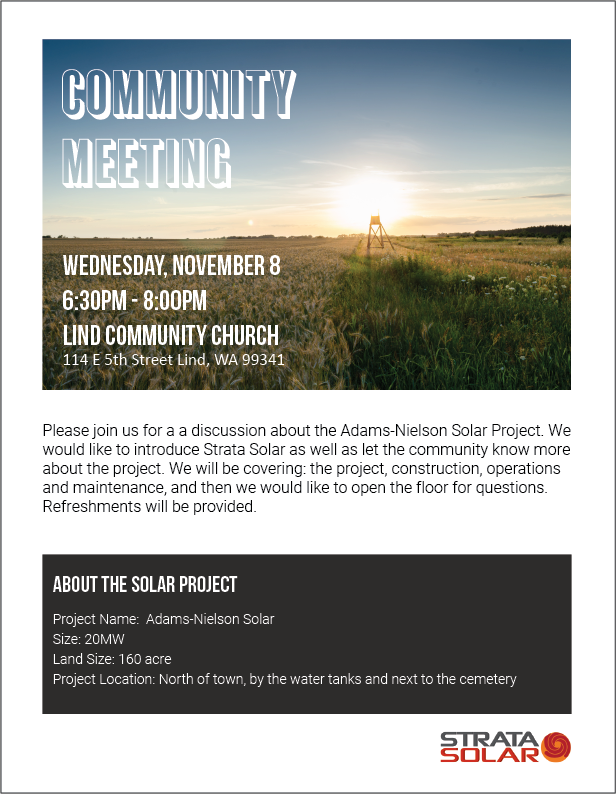 COMMUNITY
MEETING
WEDNESDAY, NOVEMBER 8
6:30PM - 8:00PM
LIND COMMUNITY CHURCH
114 E 5th Street Lind, WA 99341
Please join us for a a discussion about the Adams-Nielson Solar Project. We
would like to introduce Strata Solar as well as let the community know more
about the project. We will be covering: the project, construction, operations
and maintenance, and then we would like to open the floor for questions.
Refreshments will be provided.
ABOUT THE SOLAR PROJECT
Project Name:  Adams-Nielson Solar
Size: 20MW
Land Size: 160 acre
Project Location: North of town, by the water tanks and next to the cemetery
STRATA
SOLAR